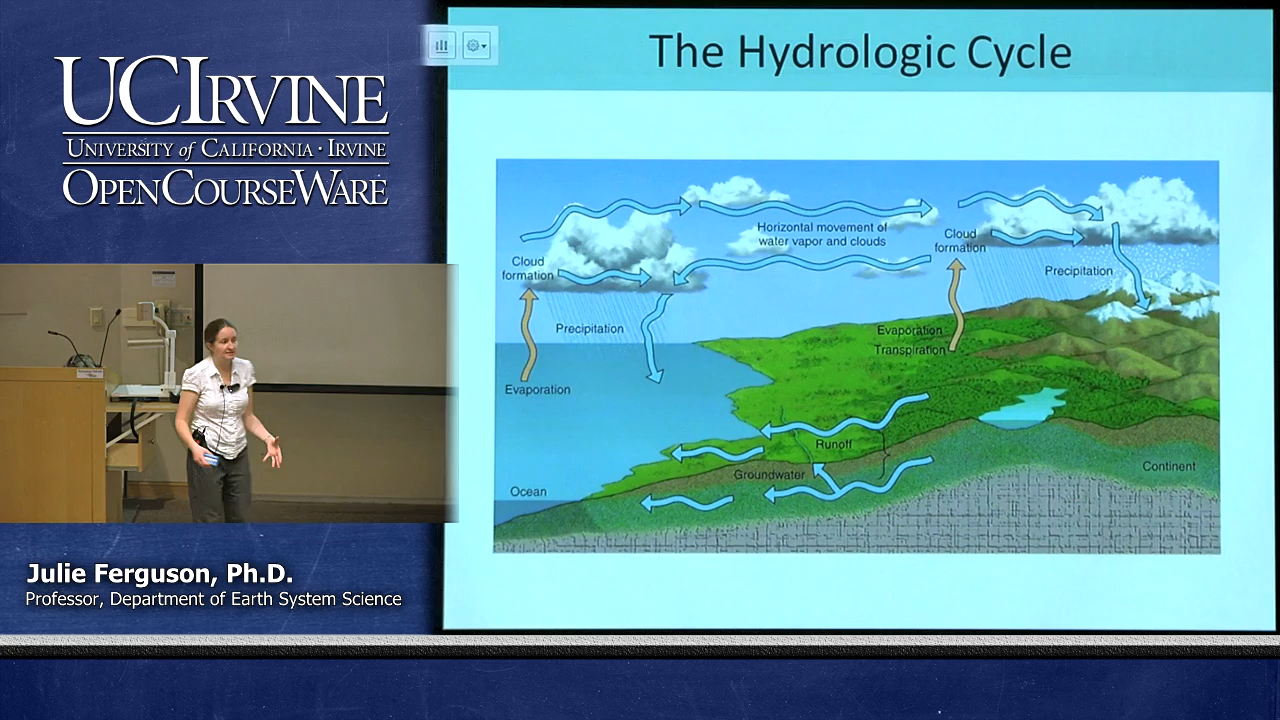 UCIRVINE
UNIVERSITY of CALIFORNIA · IRVINE
OPENCOURSEWARE
Julie Ferguson, Ph.D.
Professor, Department of Earth System Science
The Hydrologic Cycle
Horizontal movement of
water vapor and clouds
Cloud
formation
Cloud
formation
Precipitation
Precipitation
Evaporation
Evaporation
Transpiration
Runoff
Groundwater
Ocean
Continent